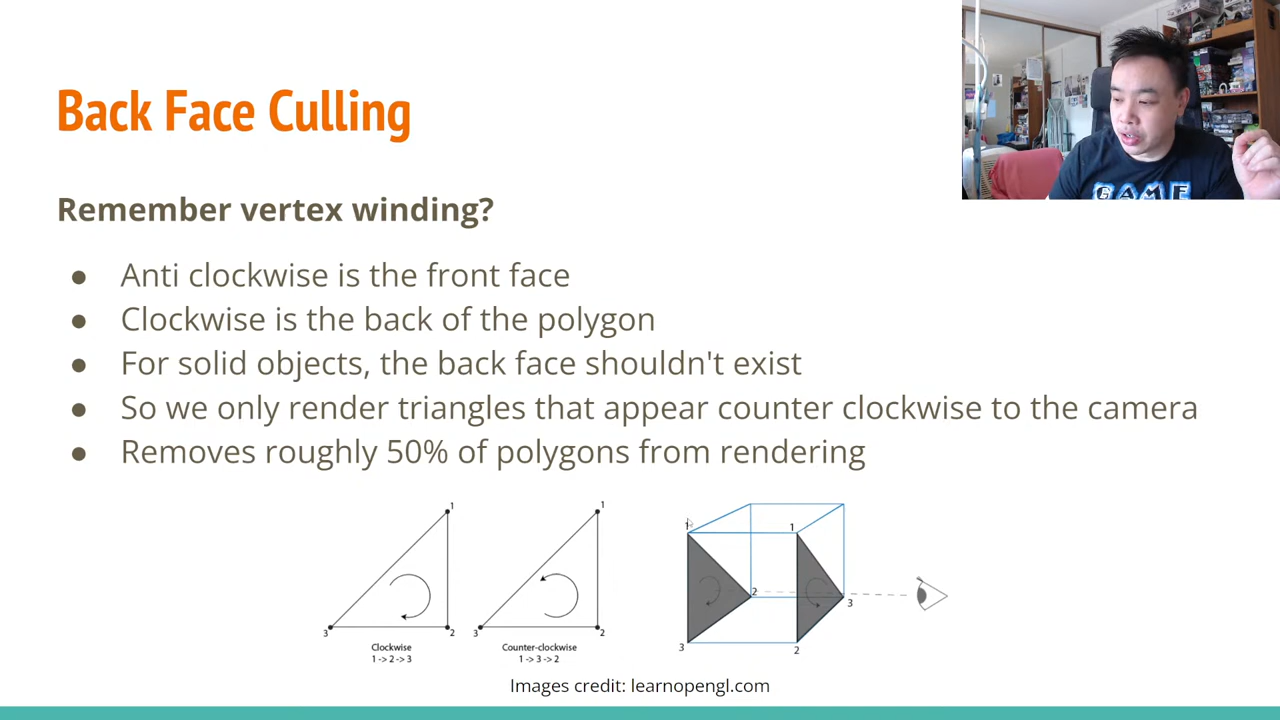 Back Face Culling
GAME
Remember vertex winding?
● Anti clockwise is the front face
● Clockwise is the back of the polygon
● For solid objects, the back face shouldn't exist
● So we only render triangles that appear counter clockwise to the camera
● Removes roughly 50% of polygons from rendering
1
3
2
Clockwise
1 -> 2 -> 3
1
3
2
Counter-clockwise
1 -> 3 -> 2
1
2
3
1
3
2
Images credit: learnopengl.com